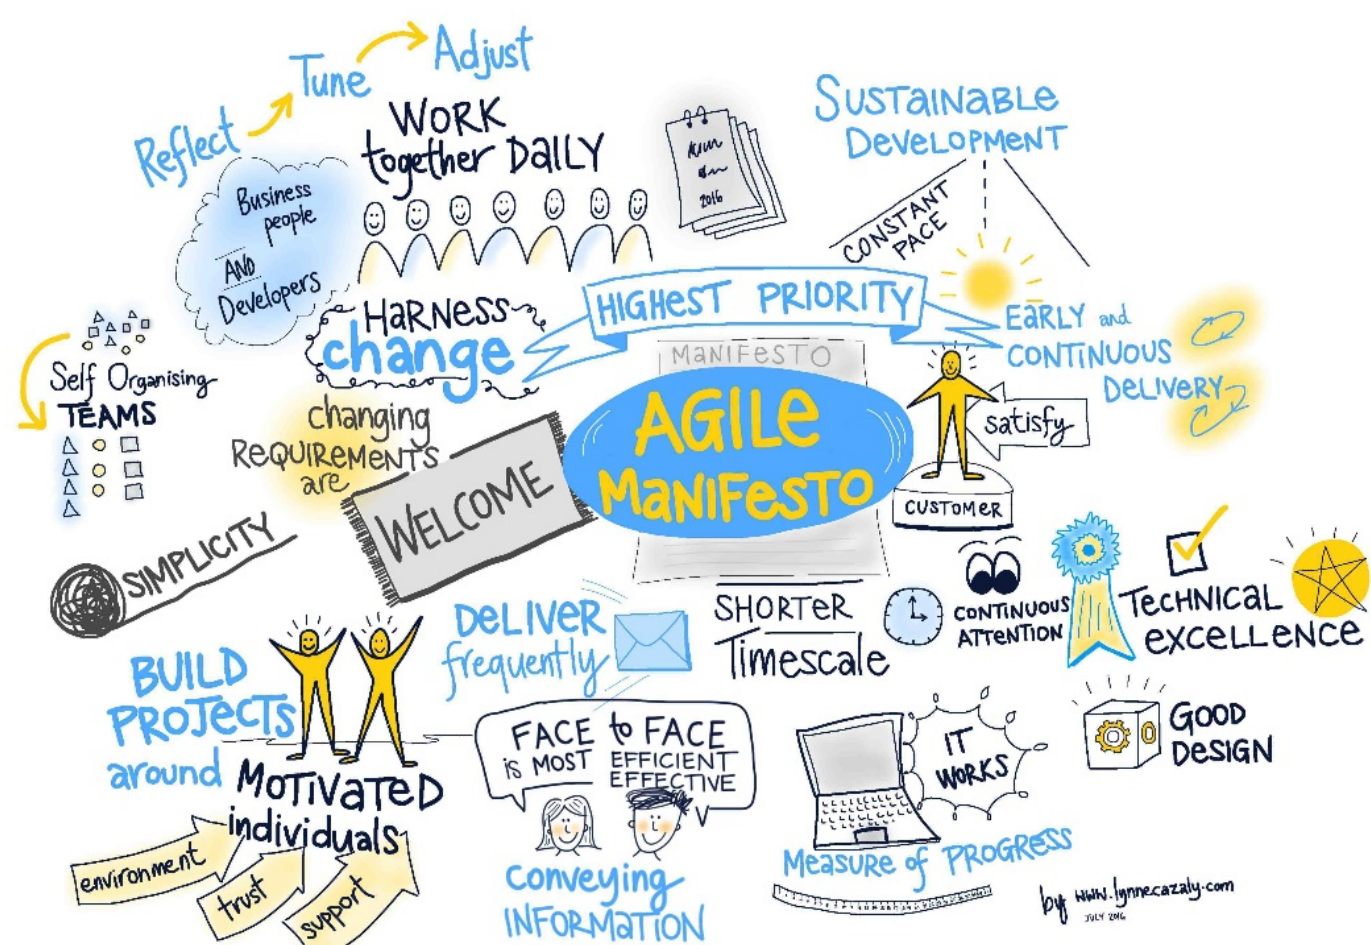 Reflect
Tune
Adjust
WORK
together DAILY
Business
people
AND
Developers
2016
SUSTAINABLE
DEVELOPMENT
CONSTANT
PACE
HARNESS
change
HIGHEST PRIORITY
EARLY and
CONTINUOUS
DELIVERY
Self Organising
TEAMS
changing
REQUIREMENTS
are
WELCOME
MANIFESTO
AGILE
MANIFESTO
satisfy
CUSTOMER
SIMPLICITY
DELIVER
frequently
SHORTER
Timescale
CONTINUOUS
ATTENTION
TECHNICAL
EXCELLENCE
BUILD
PROJECTS
around
MOTIVATED
individuals
environment
trust
support
FACE to FACE
is MOST EFFICIENT
EFFECTIVE
Conveying
INFORMATION
IT
WORKS
Measure of PROGRESS
GOOD
DESIGN
by www.lynnecazaly.com
JULY 2016